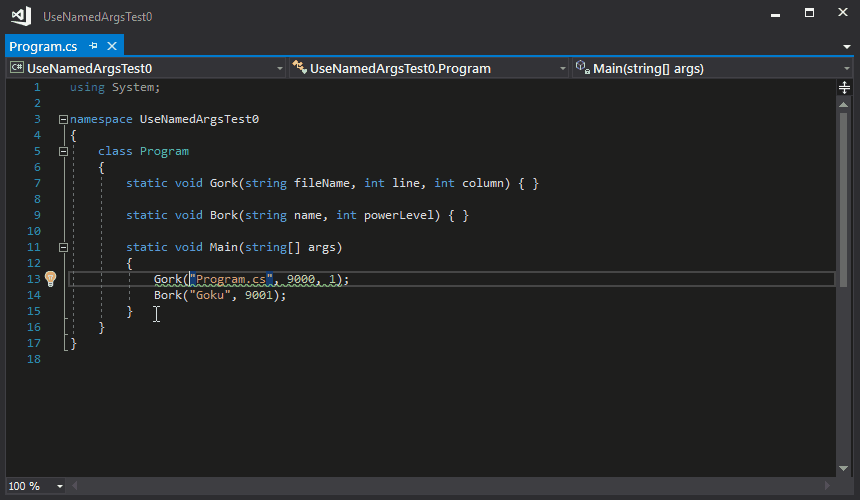 UseNamedArgsTest0
Program.cs
C# UseNamedArgsTest0 UseNamedArgsTest0.Program Main(string[] args)
1 using System;
2
3 namespace UseNamedArgsTest0
4 {
5 class Program
6 {
7 static void Gork(string fileName, int line, int column) { }
8
9 static void Bork(string name, int powerLevel) { }
10
11 static void Main(string[] args)
12 {
13 Gork("Program.cs", 9000, 1);
14 Bork("Goku", 9001);
15 }
16 }
17 }
18
100 %